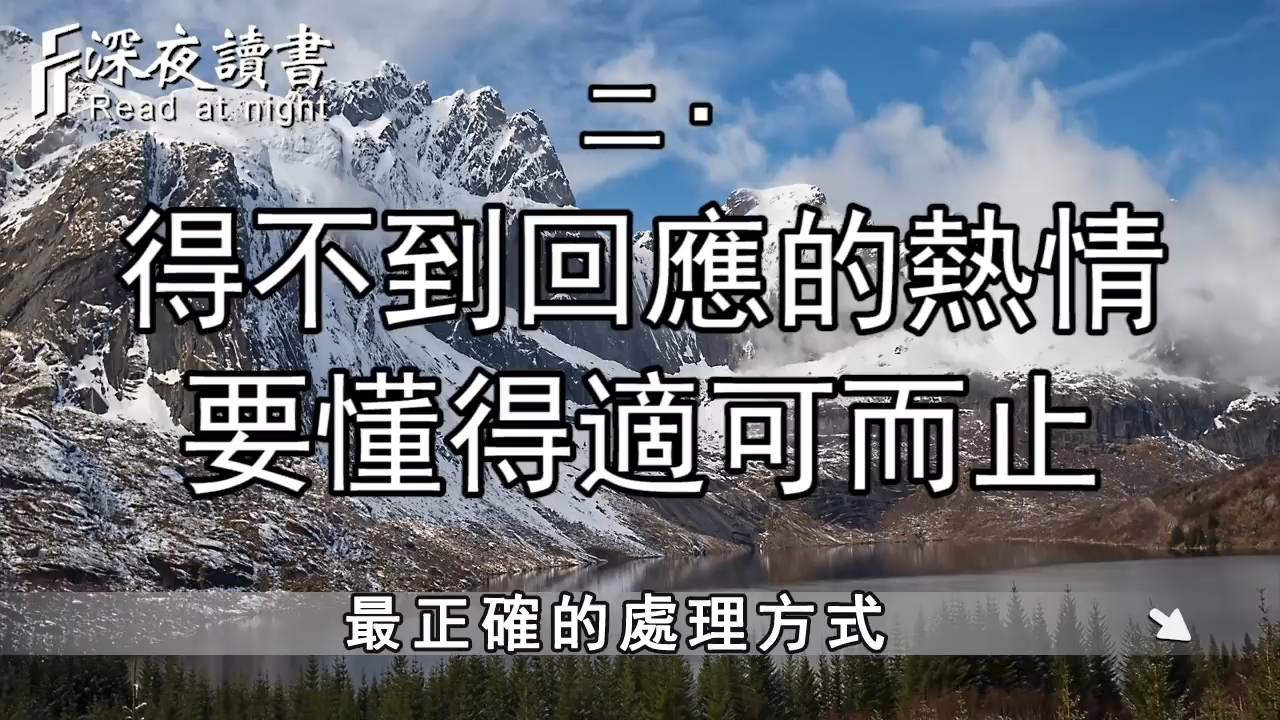 深夜讀書
Read at night
二·
得不到回應的熱情
要懂得適可而止
最正確的處理方式